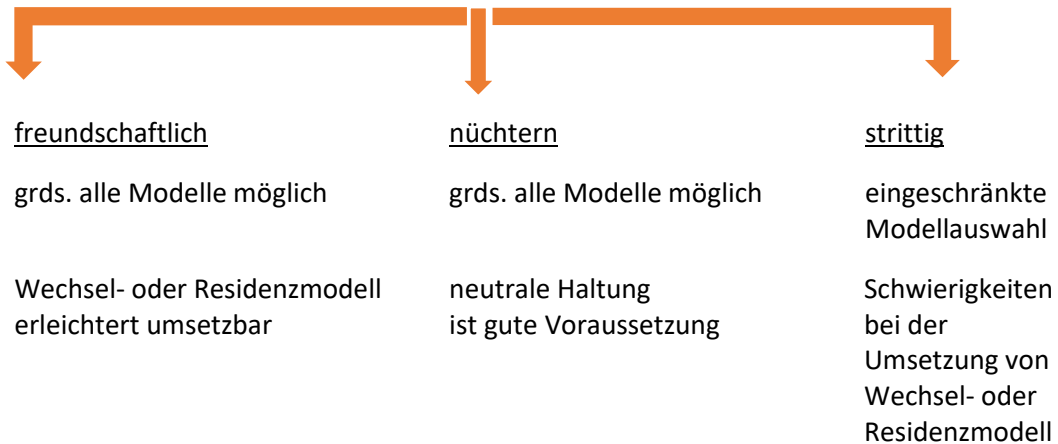 freundschaftlich
grds. alle Modelle möglich
Wechsel- oder Residenzmodell
erleichtert umsetzbar
nüchtern
grds. alle Modelle möglich
neutrale Haltung
ist gute Voraussetzung
strittig
eingeschränkte
Modellauswahl
Schwierigkeiten
bei der
Umsetzung von
Wechsel- oder
Residenzmodell